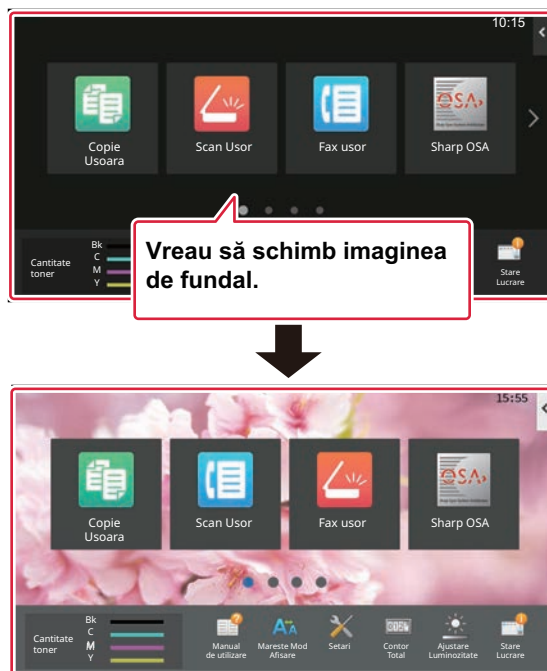 10:15
Copie
Usoara
Scan Usor
Fax usor
OSA
Sharp OSA
Cantitate
toner
Bk
C
M
Y
Vreau să schimb imaginea
de fundal.
Stare
Lucrare
15:55
Copie
Usoara
Scan Usor
Fax usor
OSA
Sharp OSA
Cantitate
toner
Bk
C
M
Y
Manual
de utilizare
Mareste Mod
Afisare
Setari
Contor
Total
Ajustare
Luminozitate
Stare
Lucrare